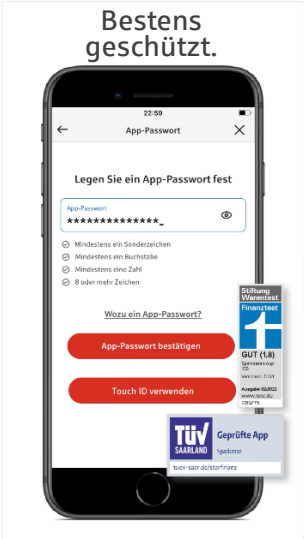 Bestens
geschützt.
22:59
App-Passwort
Legen Sie ein App-Passwort fest
App-Passwort
**************_
Mindestens ein Sonderzeichen
Mindestens ein Buchstabe
Mindestens eine Zahl
8 oder mehr Zeichen
Wozu ein App-Passwort?
App-Passwort bestätigen
Touch ID verwenden
Stiftung
Warentest
Finanztest
1
GUT (1,8)
Sparkassen-App
Ausgabe 02/2022
www.test.de
TÜV
SAARLAND
Geprüfte App
Sparkasse
tuev-saar.de/starfinanz